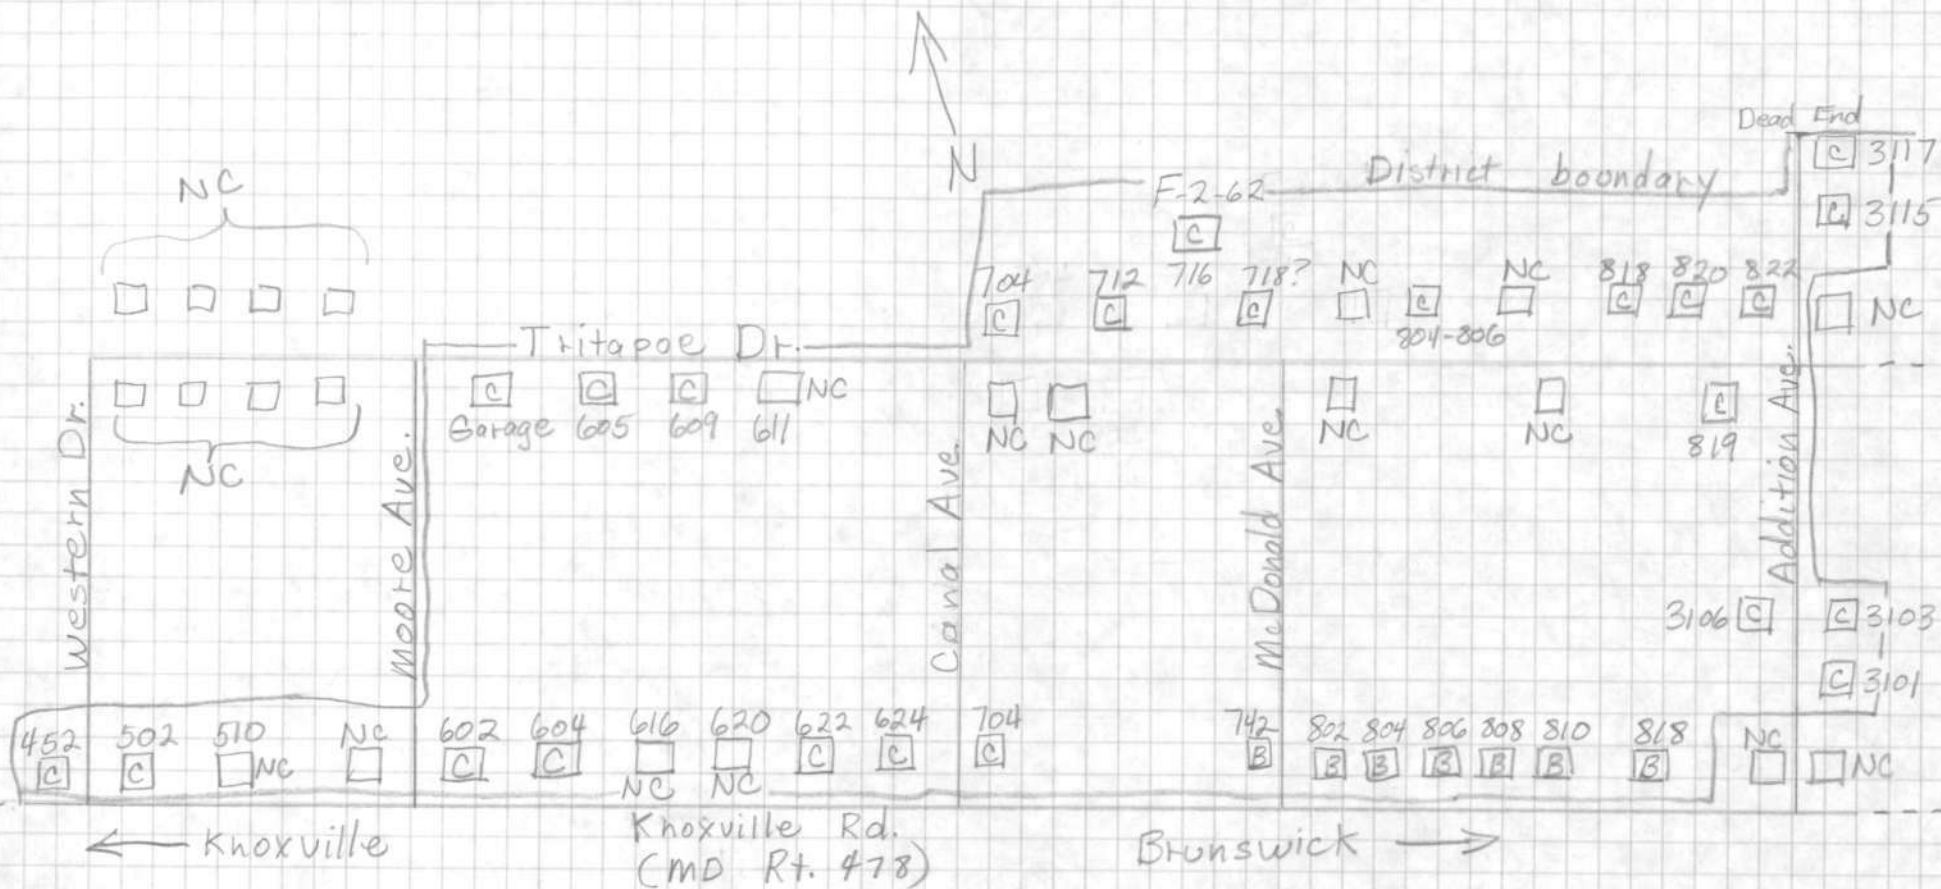 N
Dead End
C 3117
NC
F-2-62
District boundary
C 3115
C
704 712 716 718? NC NC 818 820 822
C C C C C C C NC
804-806
Tritapoe Dr.
C C C NC C
Garage 605 609 611 NC NC NC NC 819
NC
Western Dr.
Moore Ave.
Canal Ave.
McDonald Ave
Addition Ave.
3106 C C 3103
C 3101
452 502 510 NC 602 604 616 620 622 624 704 742 802 804 806 808 810 818 NC
C C NC C C C C C B B B B B B B NC
NC NC
← Knoxville
Knoxville Rd.
(MD Rt. 478)
Brunswick →